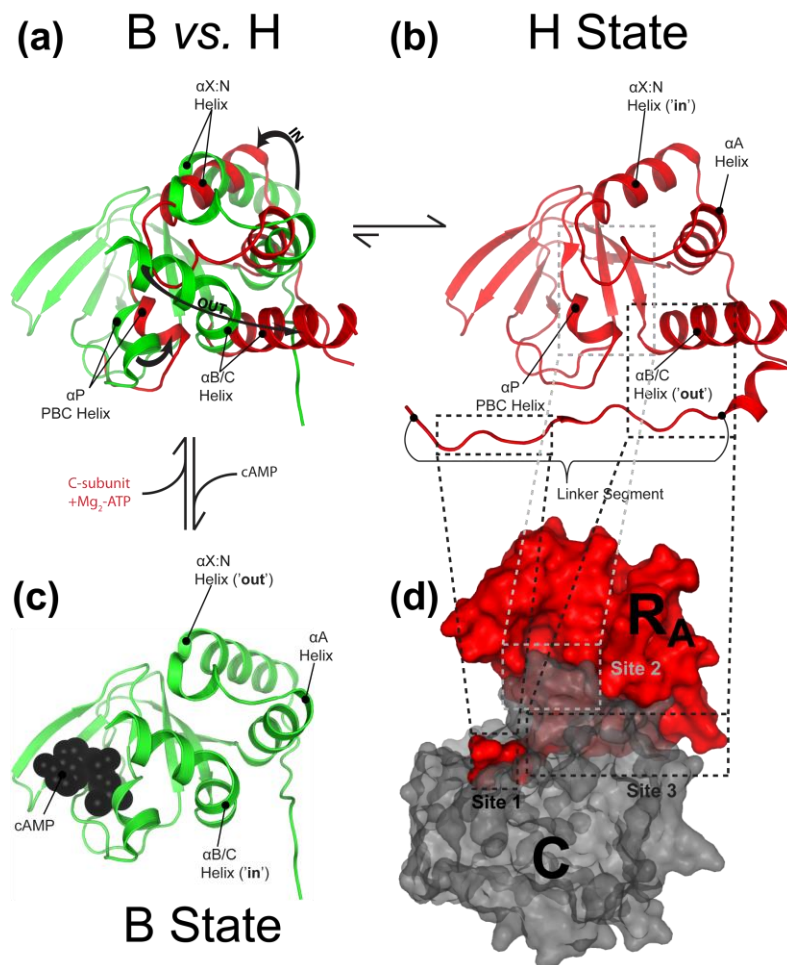 (a) B vs. H
αX:N
Helix
IN
OUT
αP
PBC Helix
αB/C
Helix
(b) H State
αX:N
Helix ('in')
αA
Helix
αP
PBC Helix
αB/C
Helix ('out')
Linker Segment
C-subunit
+Mg₂-ATP
cAMP
(c)
αX:N
Helix ('out')
αA
Helix
cAMP
αB/C
Helix ('in')
B State
(d)
R_A
Site 2
Site 1
Site 3
C